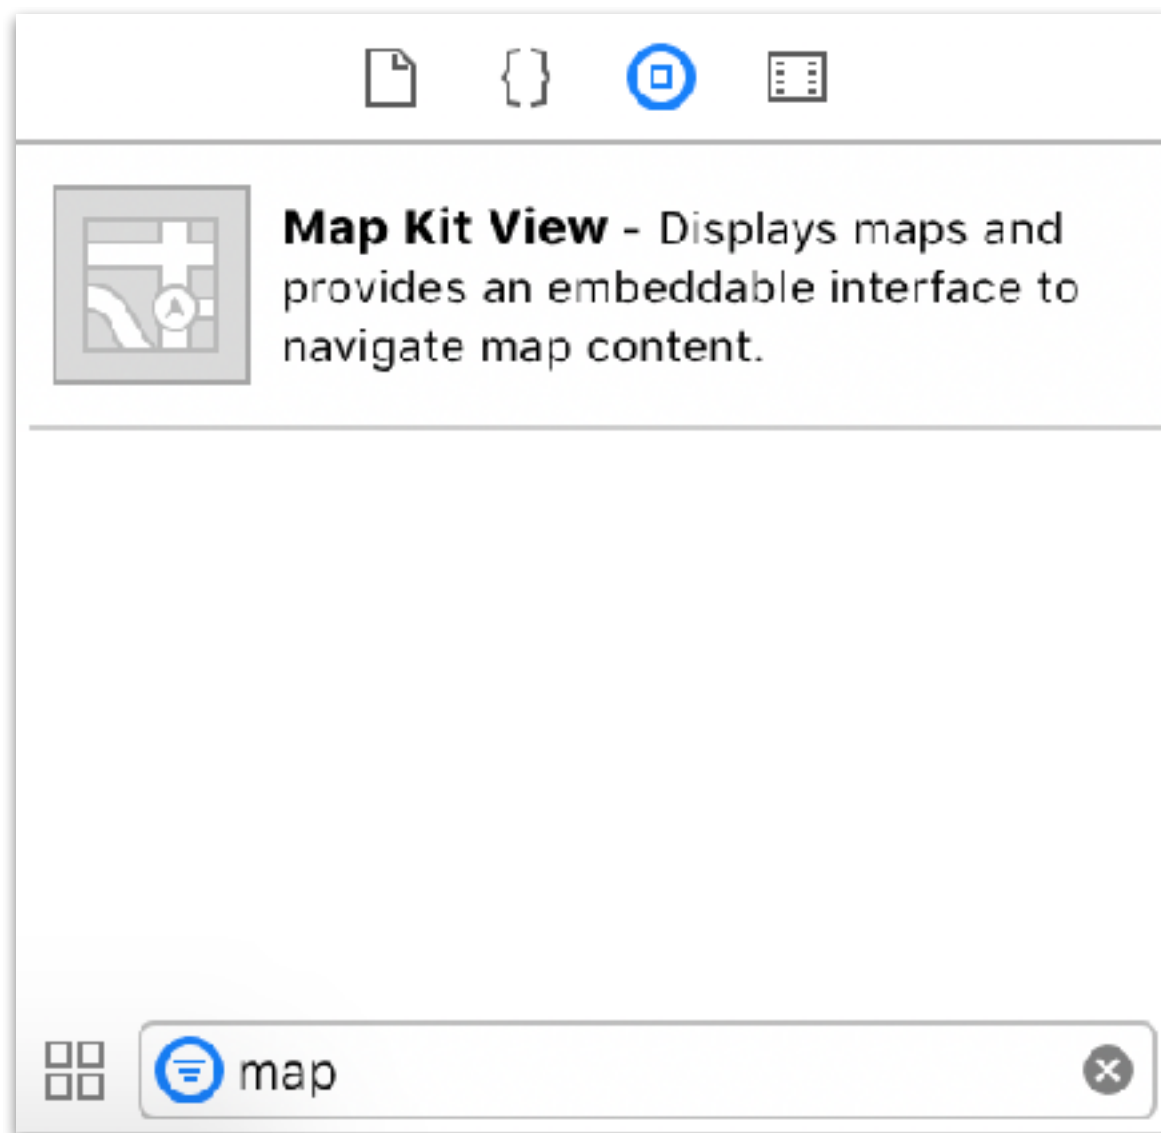 Map Kit View - Displays maps and
provides an embeddable interface to
navigate map content.
map